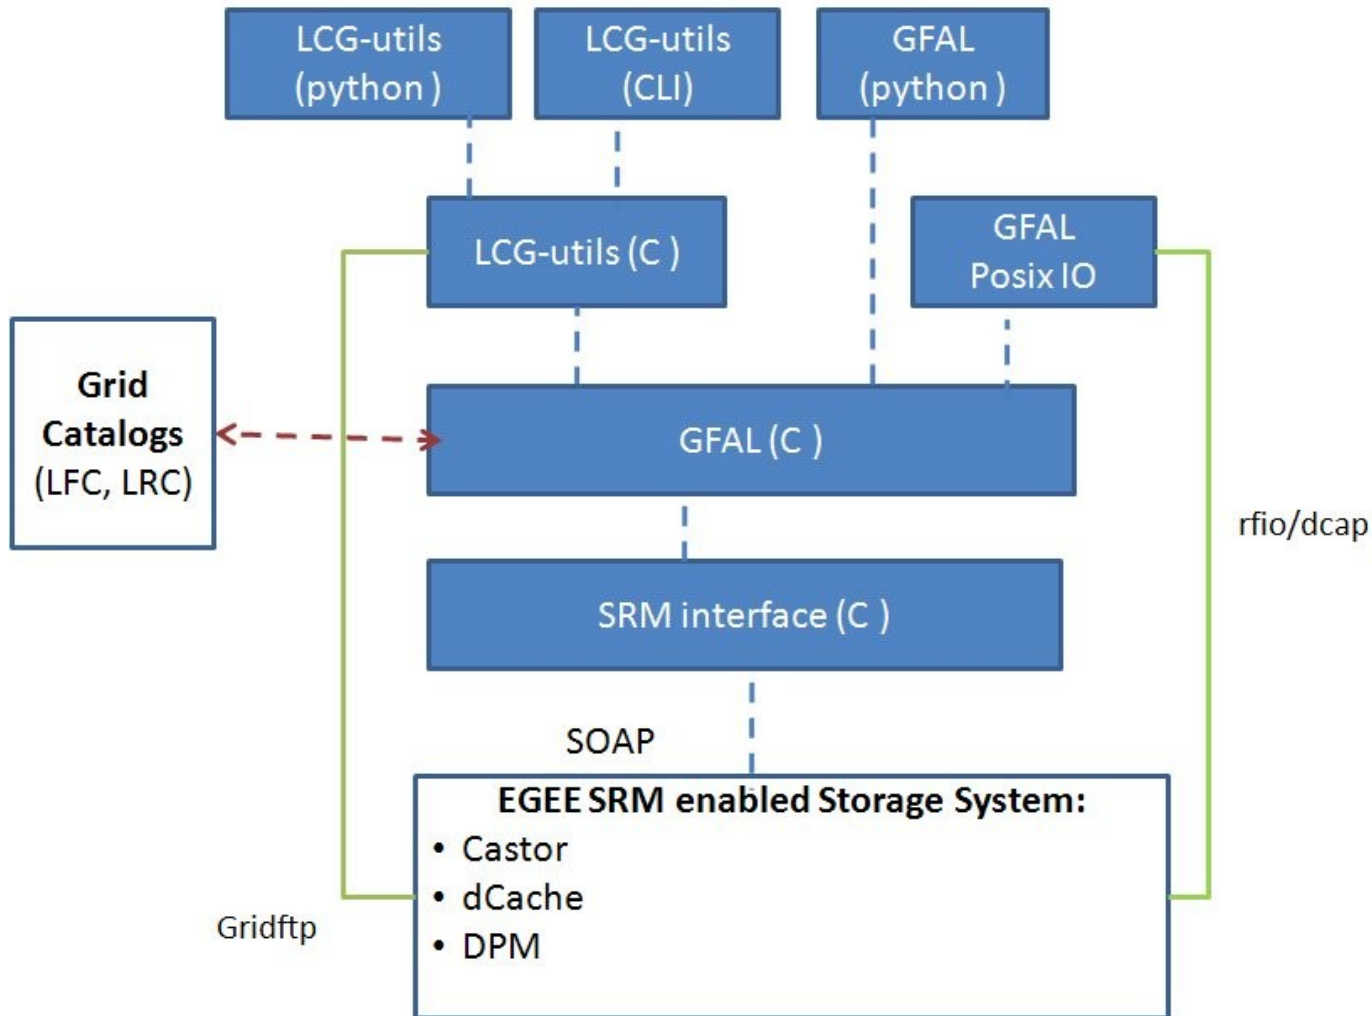 LCG-utils
(python )
LCG-utils
(CLI)
GFAL
(python )
LCG-utils (C )
GFAL
Posix IO
Grid
Catalogs
(LFC, LRC)
GFAL (C )
rfio/dcap
SRM interface (C )
SOAP
EGEE SRM enabled Storage System:
• Castor
• dCache
• DPM
Gridftp